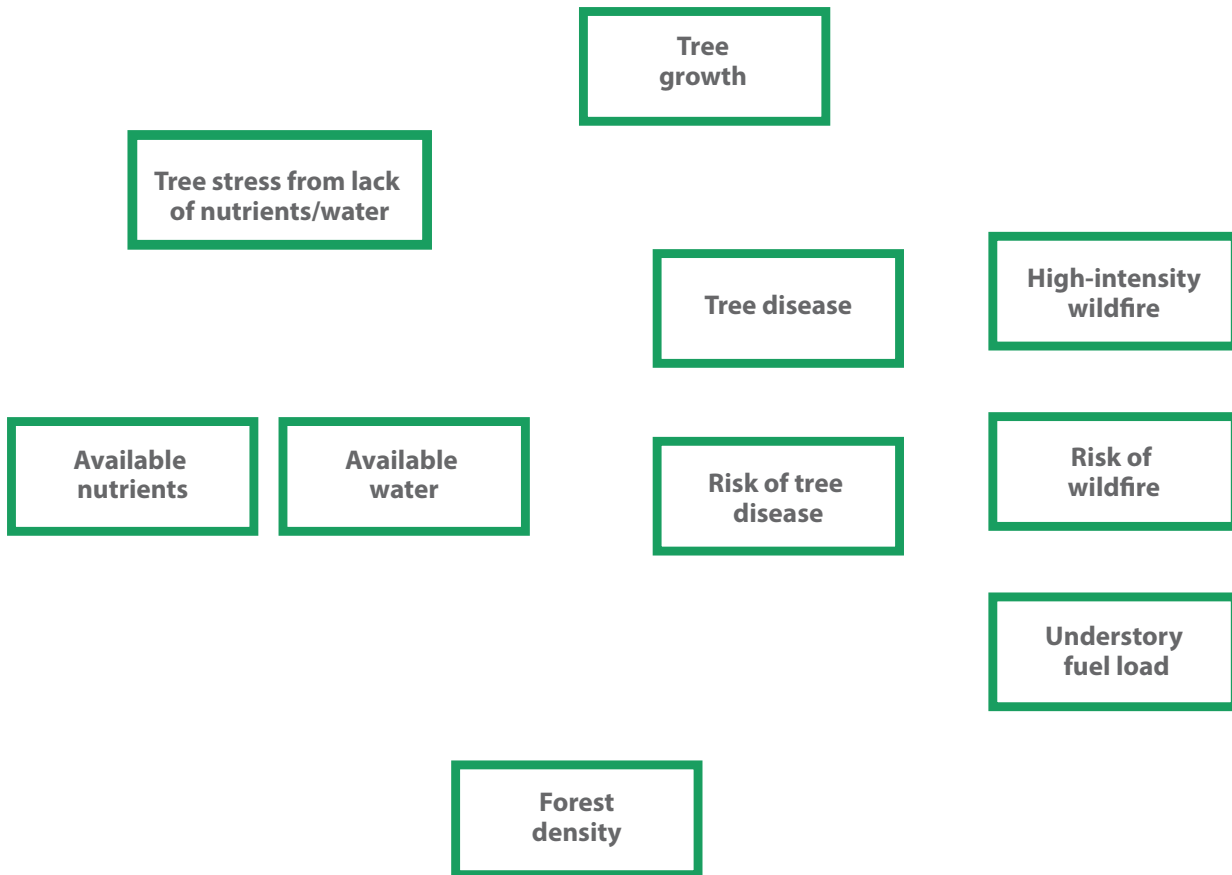 Tree
growth
Tree stress from lack
of nutrients/water
High-intensity
wildfire
Tree disease
Available
nutrients
Available
water
Risk of tree
disease
Risk of
wildfire
Understory
fuel load
Forest
density